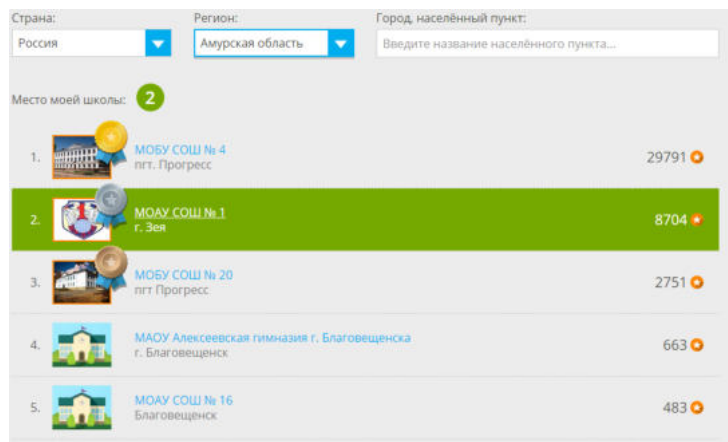 Страна:
Регион:
Город, населённый пункт:
Россия
Амурская область
Введите название населённого пункта...
Место моей школы: 2
1.
МОБУ СОШ № 4
пгт. Прогресс
29791
2.
МОАУ СОШ № 1
г. Зея
8704
3.
МОБУ СОШ № 20
пгт Прогресс
2751
4.
МАОУ Алексеевская гимназия г. Благовещенска
г. Благовещенск
663
5.
МОАУ СОШ № 16
Благовещенск
483